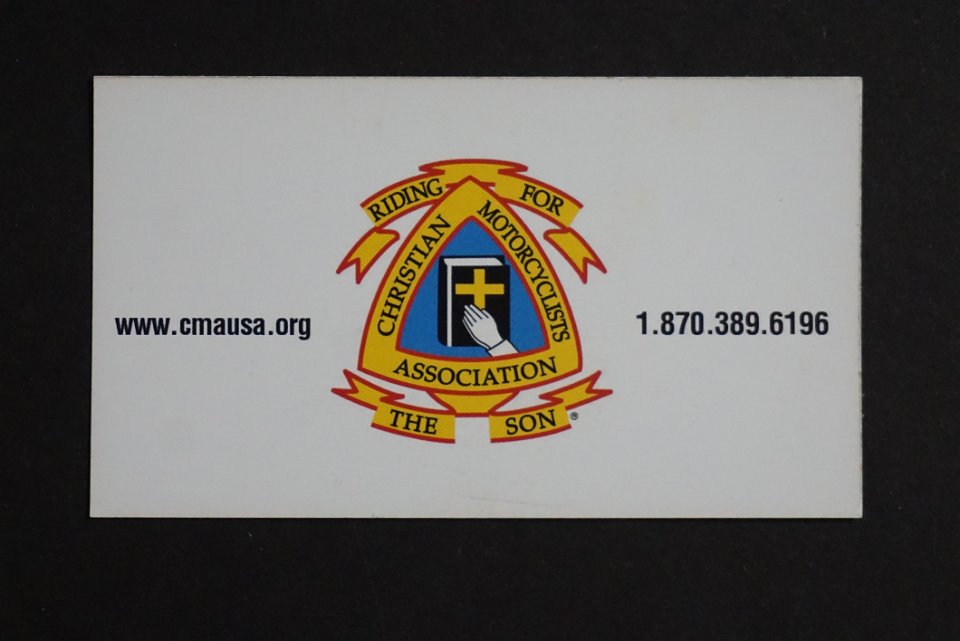 RIDING FOR
CHRISTIAN MOTORCYCLISTS
ASSOCIATION
THE SON ®
www.cmausa.org
1.870.389.6196